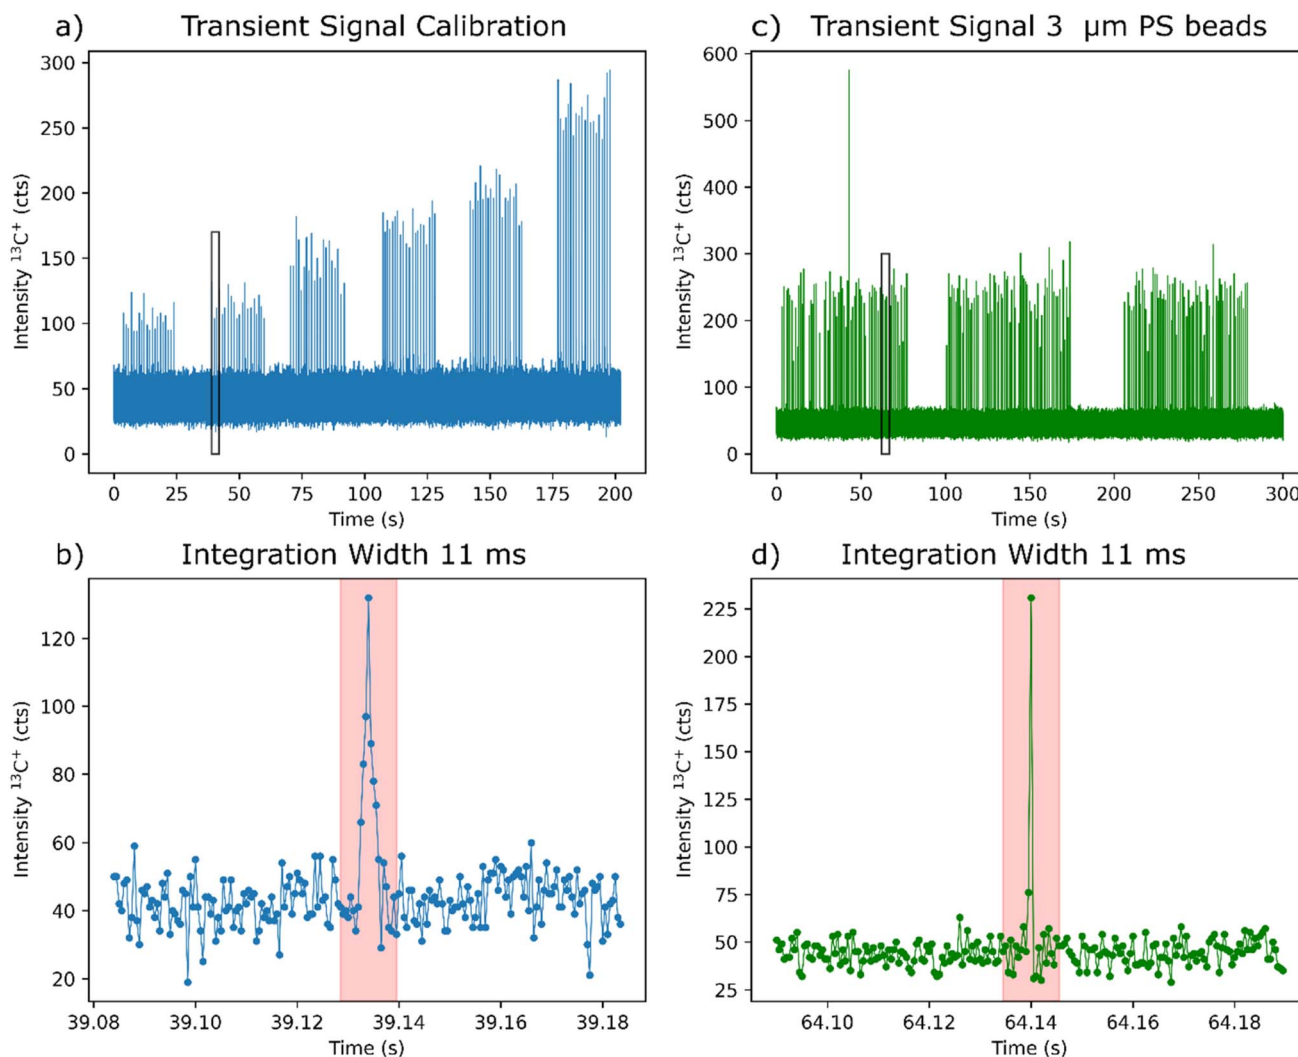 a) Transient Signal Calibration
Intensity ¹³C⁺ (cts)
300
250
200
150
100
50
0
0 25 50 75 100 125 150 175 200
Time (s)
c) Transient Signal 3 μm PS beads
Intensity ¹³C⁺ (cts)
600
500
400
300
200
100
0
0 50 100 150 200 250 300
Time (s)
b) Integration Width 11 ms
Intensity ¹³C⁺ (cts)
120
100
80
60
40
20
39.08 39.10 39.12 39.14 39.16 39.18
Time (s)
d) Integration Width 11 ms
Intensity ¹³C⁺ (cts)
225
200
175
150
125
100
75
50
25
64.10 64.12 64.14 64.16 64.18
Time (s)